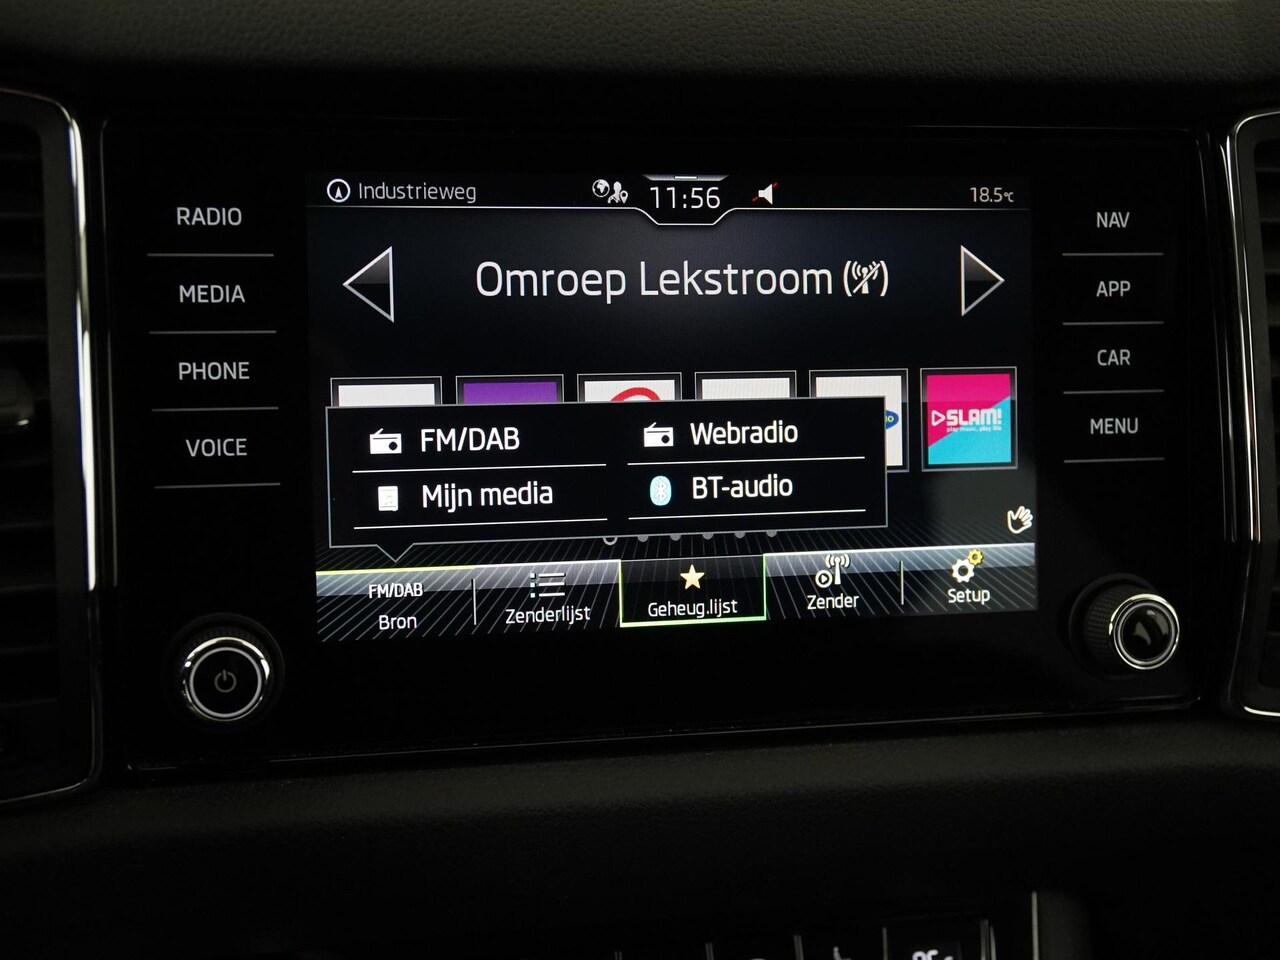 Industrieweg
11:56
18.5°C
RADIO
MEDIA
PHONE
VOICE
NAV
APP
CAR
MENU
Omroep Lekstroom
SLAM!
FM/DAB
Webradio
Mijn media
BT-audio
FM/DAB
Bron
Zenderlijst
Geheug.lijst
Zender
Setup